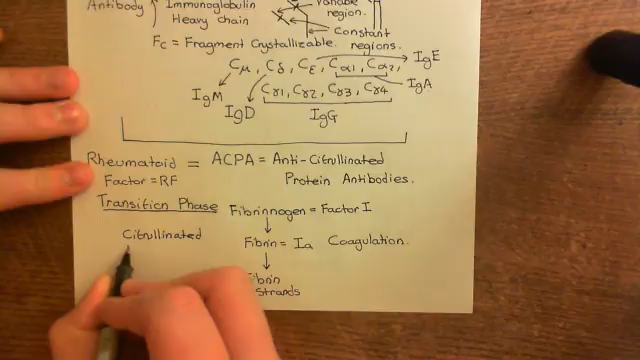 Antibody Immunoglobulin Variable
Heavy chain region.
Constant
Fc = Fragment Crystallizable. regions.
Cμ, Cδ, Cε, Cα1, Cα2, IgE
IgM Cγ1, Cγ2, Cγ3, Cγ4 IgA
IgD IgG
Rheumatoid = ACPA = Anti-Citrullinated
Factor = RF Protein Antibodies.
Transition Phase Fibrinnogen = Factor I
Citrullinated Fibrin = Ia Coagulation.
Fibrin
Strands